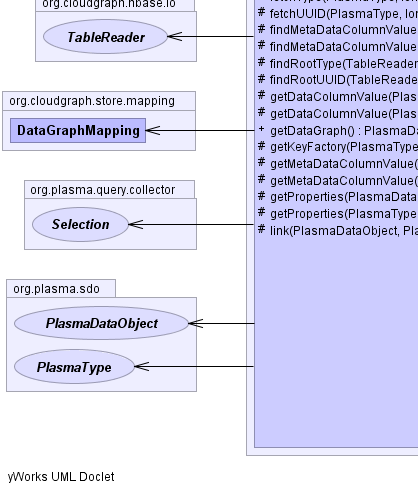 org.cloudgraph.hbase.io
TableReader
org.cloudgraph.store.mapping
DataGraphMapping
org.plasma.query.collector
Selection
org.plasma.sdo
PlasmaDataObject
PlasmaType
# fetchUUID(PlasmaType, lon
# findMetaDataColumnValue
# findMetaDataColumnValue
# findRootType(TableReader
# findRootUUID(TableReade
# getDataColumnValue(Plas
# getDataColumnValue(Plas
+ getDataGraph() : PlasmaDa
# getKeyFactory(PlasmaType
# getMetaDataColumnValue(
# getMetaDataColumnValue(
# getProperties(PlasmaData
# getProperties(PlasmaType
# link(PlasmaDataObject, Pla
yWorks UML Doclet